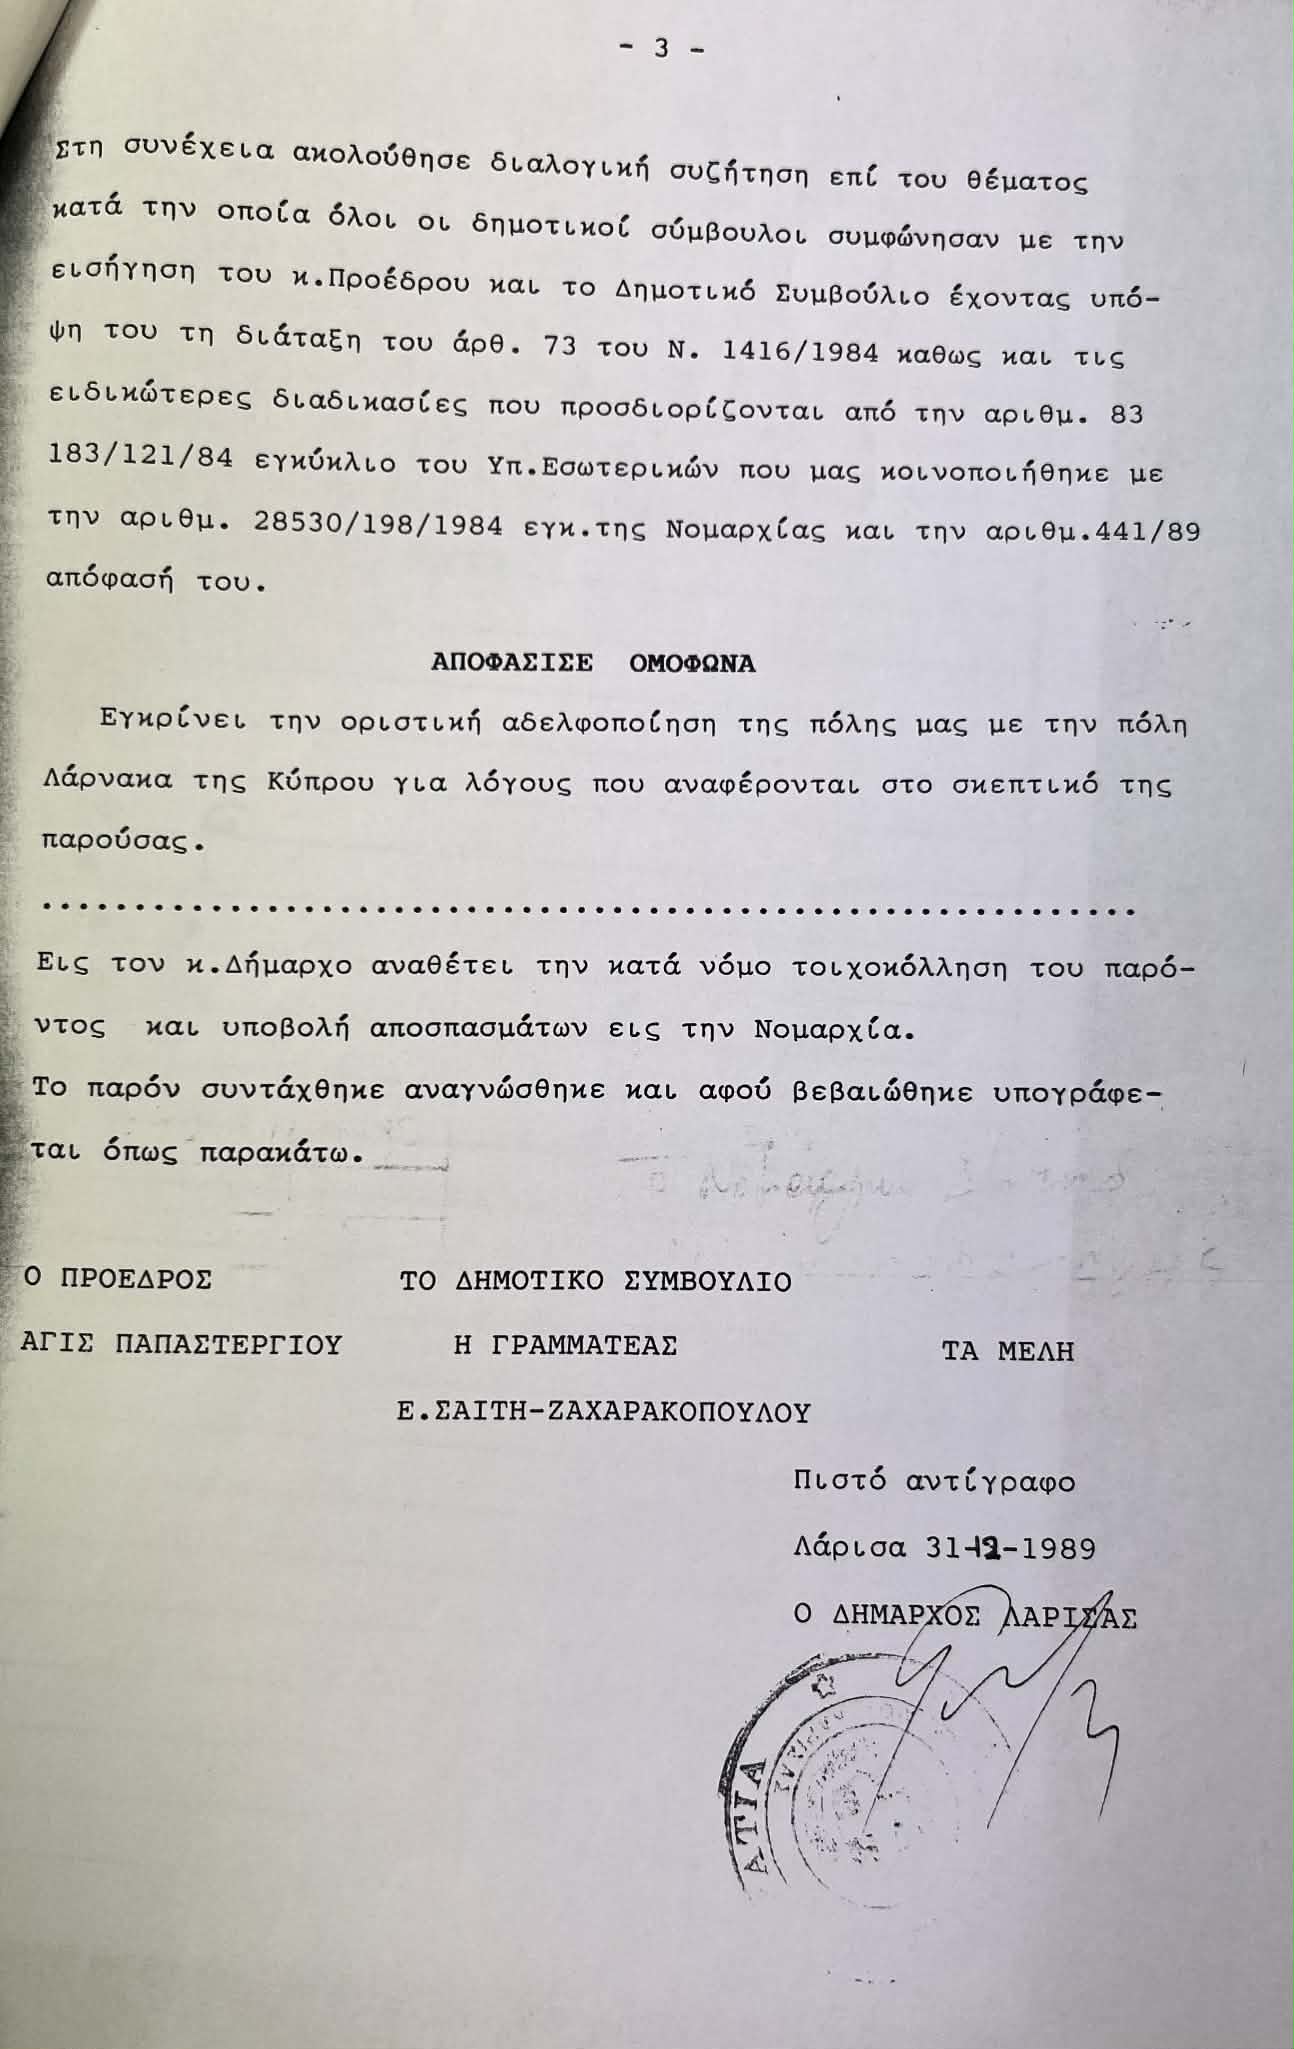 - 3 -
Στη συνέχεια ακολούθησε διαλογική συζήτηση επί του θέματος
κατά την οποία όλοι οι δημοτικοί σύμβουλοι συμφώνησαν με την
εισήγηση του κ.Προέδρου και το Δημοτικό Συμβούλιο έχοντας υπό-
ψη του τη διάταξη του άρθ. 73 του Ν. 1416/1984 καθως και τις
ειδικώτερες διαδικασίες που προσδιορίζονται από την αριθμ. 83
183/121/84 εγκύκλιο του Υπ.Εσωτερικών που μας κοινοποιήθηκε με
την αριθμ. 28530/198/1984 εγκ.της Νομαρχίας και την αριθμ.441/89
απόφασή του.
ΑΠΟΦΑΣΙΣΕ ΟΜΟΦΩΝΑ
Εγκρίνει την οριστική αδελφοποίηση της πόλης μας με την πόλη
Λάρνακα της Κύπρου για λόγους που αναφέρονται στο σκεπτικό της
παρούσας.
............................................................
Εις τον κ.Δήμαρχο αναθέτει την κατά νόμο τοιχοκόλληση του παρό-
ντος και υποβολή αποσπασμάτων εις την Νομαρχία.
Το παρόν συντάχθηκε αναγνώσθηκε και αφού βεβαιώθηκε υπογράφε-
ται όπως παρακάτω.
Ο ΠΡΟΕΔΡΟΣ ΤΟ ΔΗΜΟΤΙΚΟ ΣΥΜΒΟΥΛΙΟ
ΑΓΙΣ ΠΑΠΑΣΤΕΡΓΙΟΥ Η ΓΡΑΜΜΑΤΕΑΣ ΤΑ ΜΕΛΗ
Ε.ΣΑΙΤΗ-ΖΑΧΑΡΑΚΟΠΟΥΛΟΥ
Πιστό αντίγραφο
Λάρισα 31-12-1989
Ο ΔΗΜΑΡΧΟΣ ΛΑΡΙΣΑΣ
ΑΤΙΑ